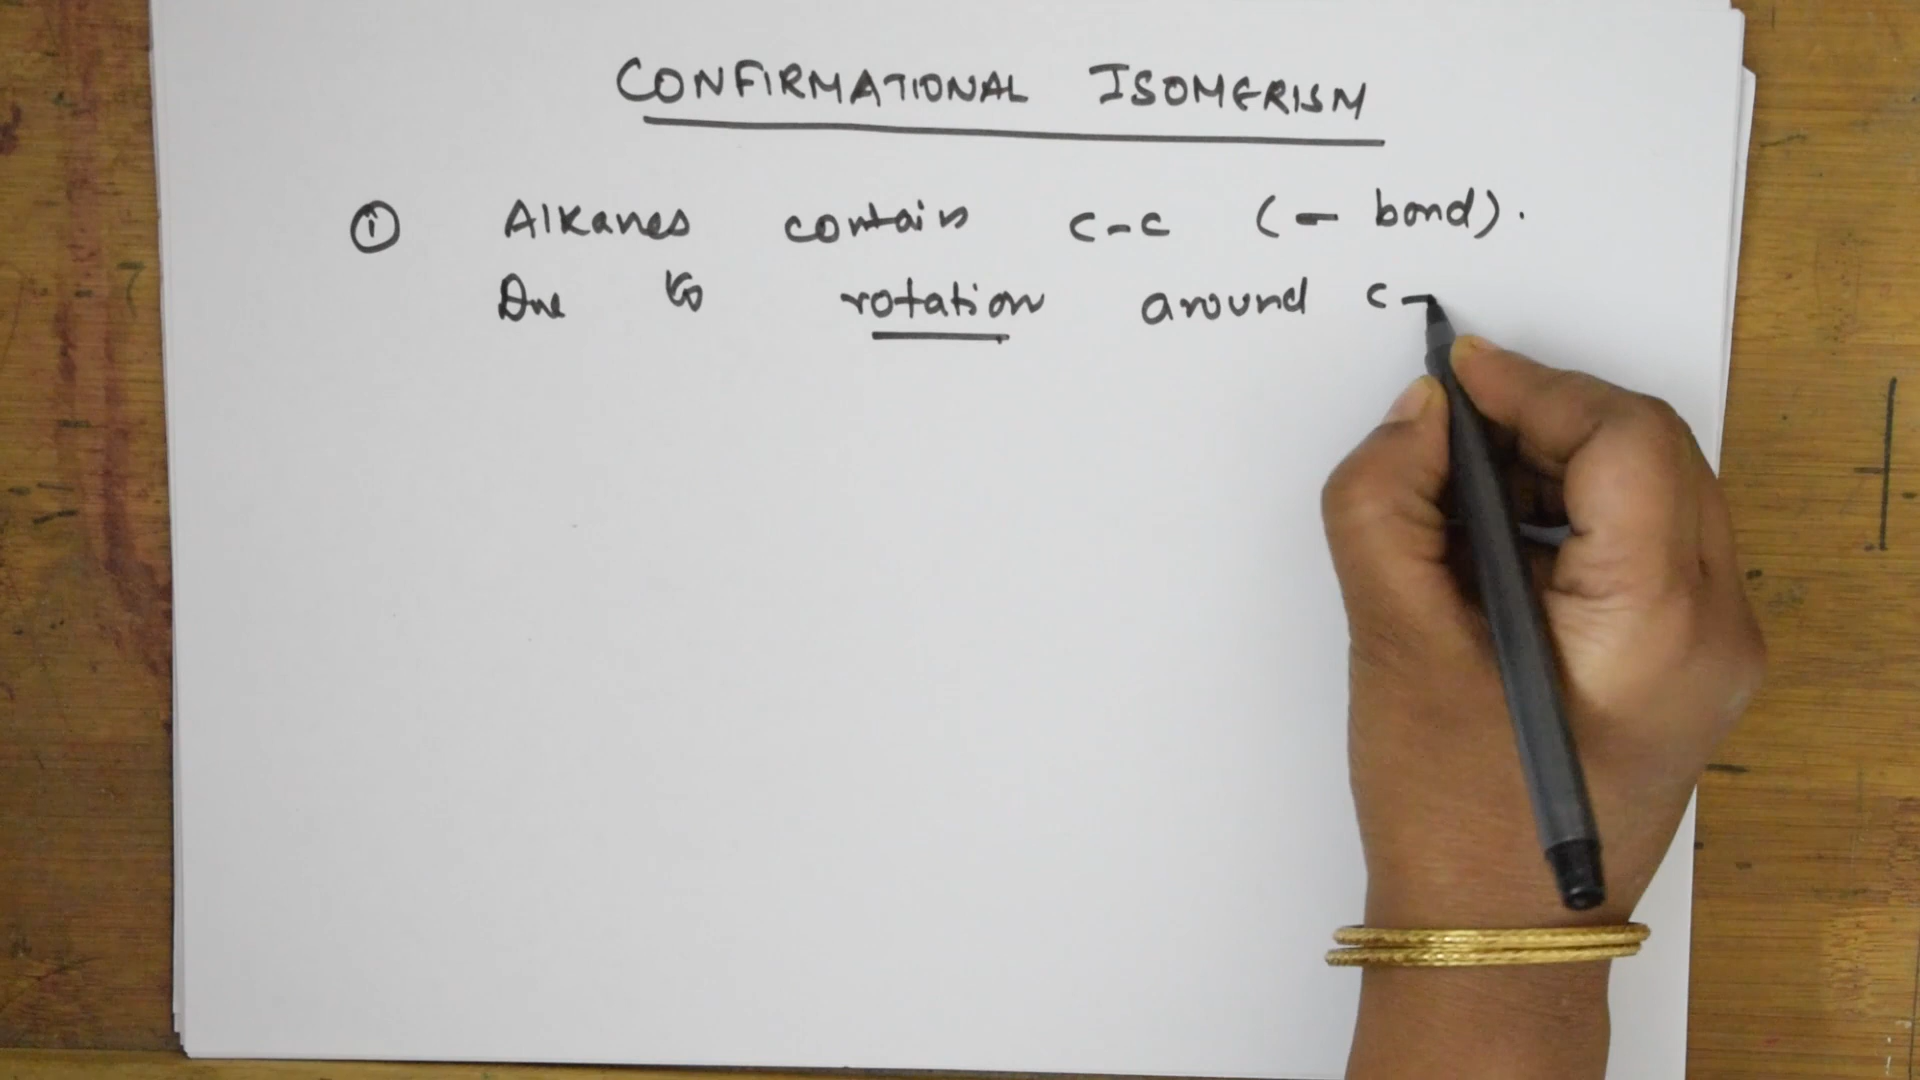 CONFIRMATIONAL ISOMERISM
① Alkanes contain C-C (- bond).
Due to rotation around C-